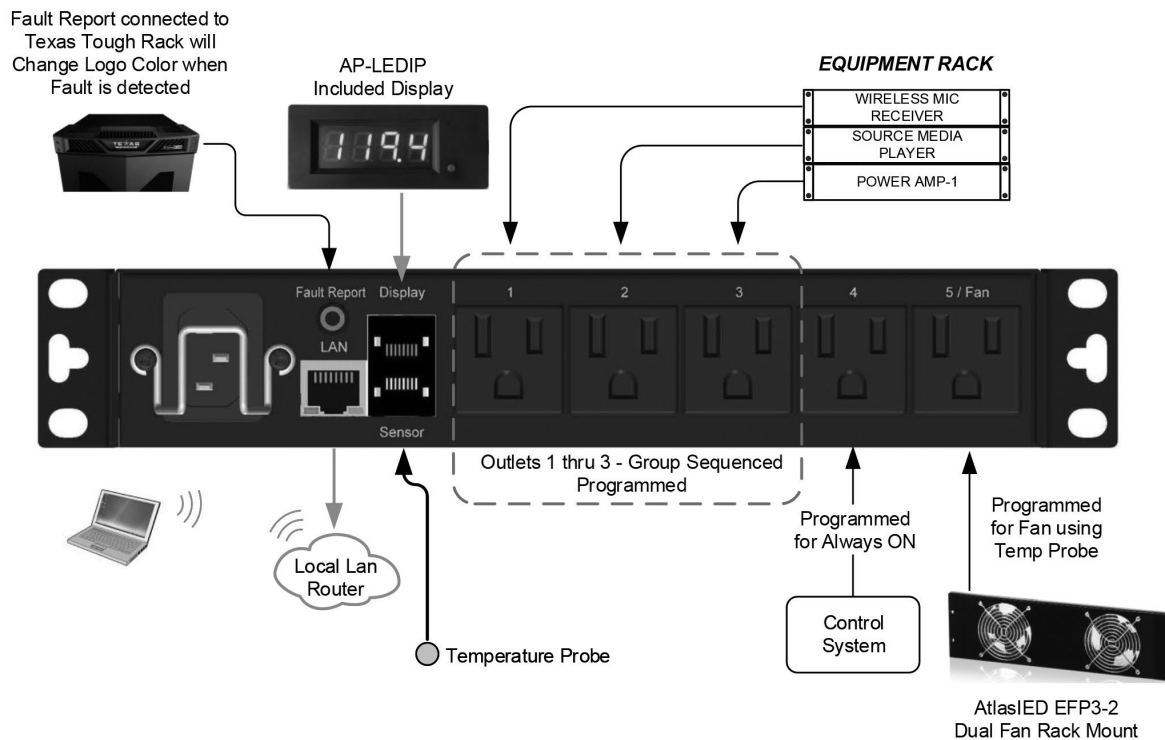 Fault Report connected to
Texas Tough Rack will
Change Logo Color when
Fault is detected
TEXAS
AP-LEDIP
Included Display
119.4
EQUIPMENT RACK
WIRELESS MIC
RECEIVER
SOURCE MEDIA
PLAYER
POWER AMP-1
Fault Report
Display
1
2
3
4
5 / Fan
LAN
Sensor
Outlets 1 thru 3 - Group Sequenced
Programmed
Programmed
for Always ON
Programmed
for Fan using
Temp Probe
Local Lan
Router
Control
System
Temperature Probe
AtlasIED EFP3-2
Dual Fan Rack Mount